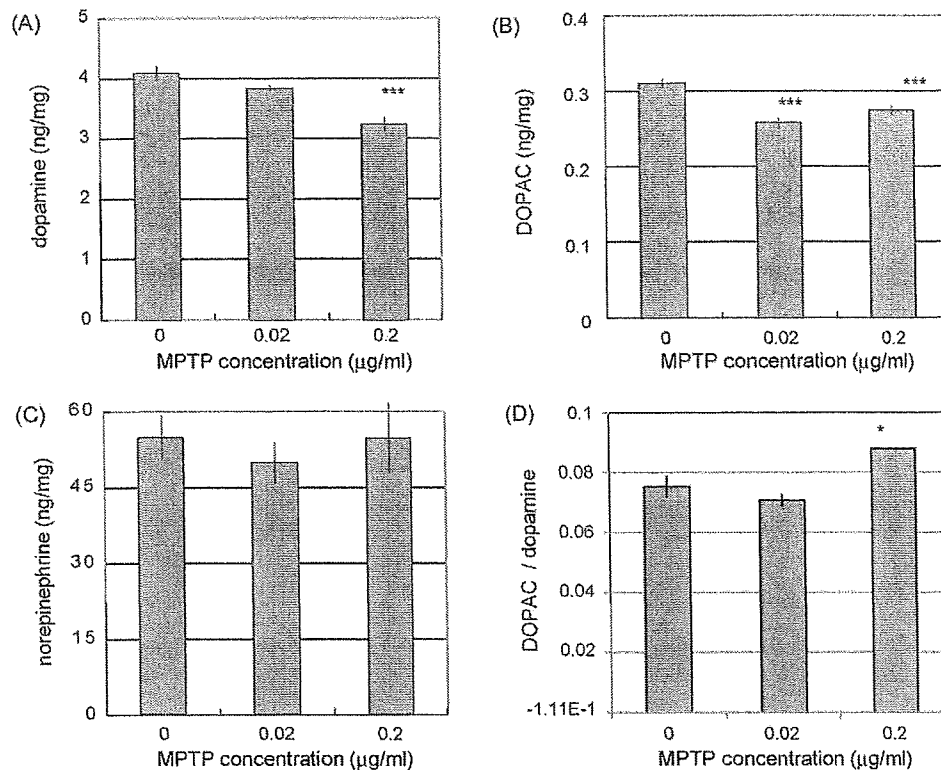 (A)
dopamine (ng/mg)
5
4
3
2
1
0
***
0 0.02 0.2
MPTP concentration (µg/ml)
(B)
DOPAC (ng/mg)
0.4
0.3
0.2
0.1
0
***
***
0 0.02 0.2
MPTP concentration (µg/ml)
(C)
norepinephrine (ng/mg)
60
45
30
15
0
0 0.02 0.2
MPTP concentration (µg/ml)
(D)
DOPAC / dopamine
0.1
0.08
0.06
0.04
0.02
-1.11E-1
*
0 0.02 0.2
MPTP concentration (µg/ml)